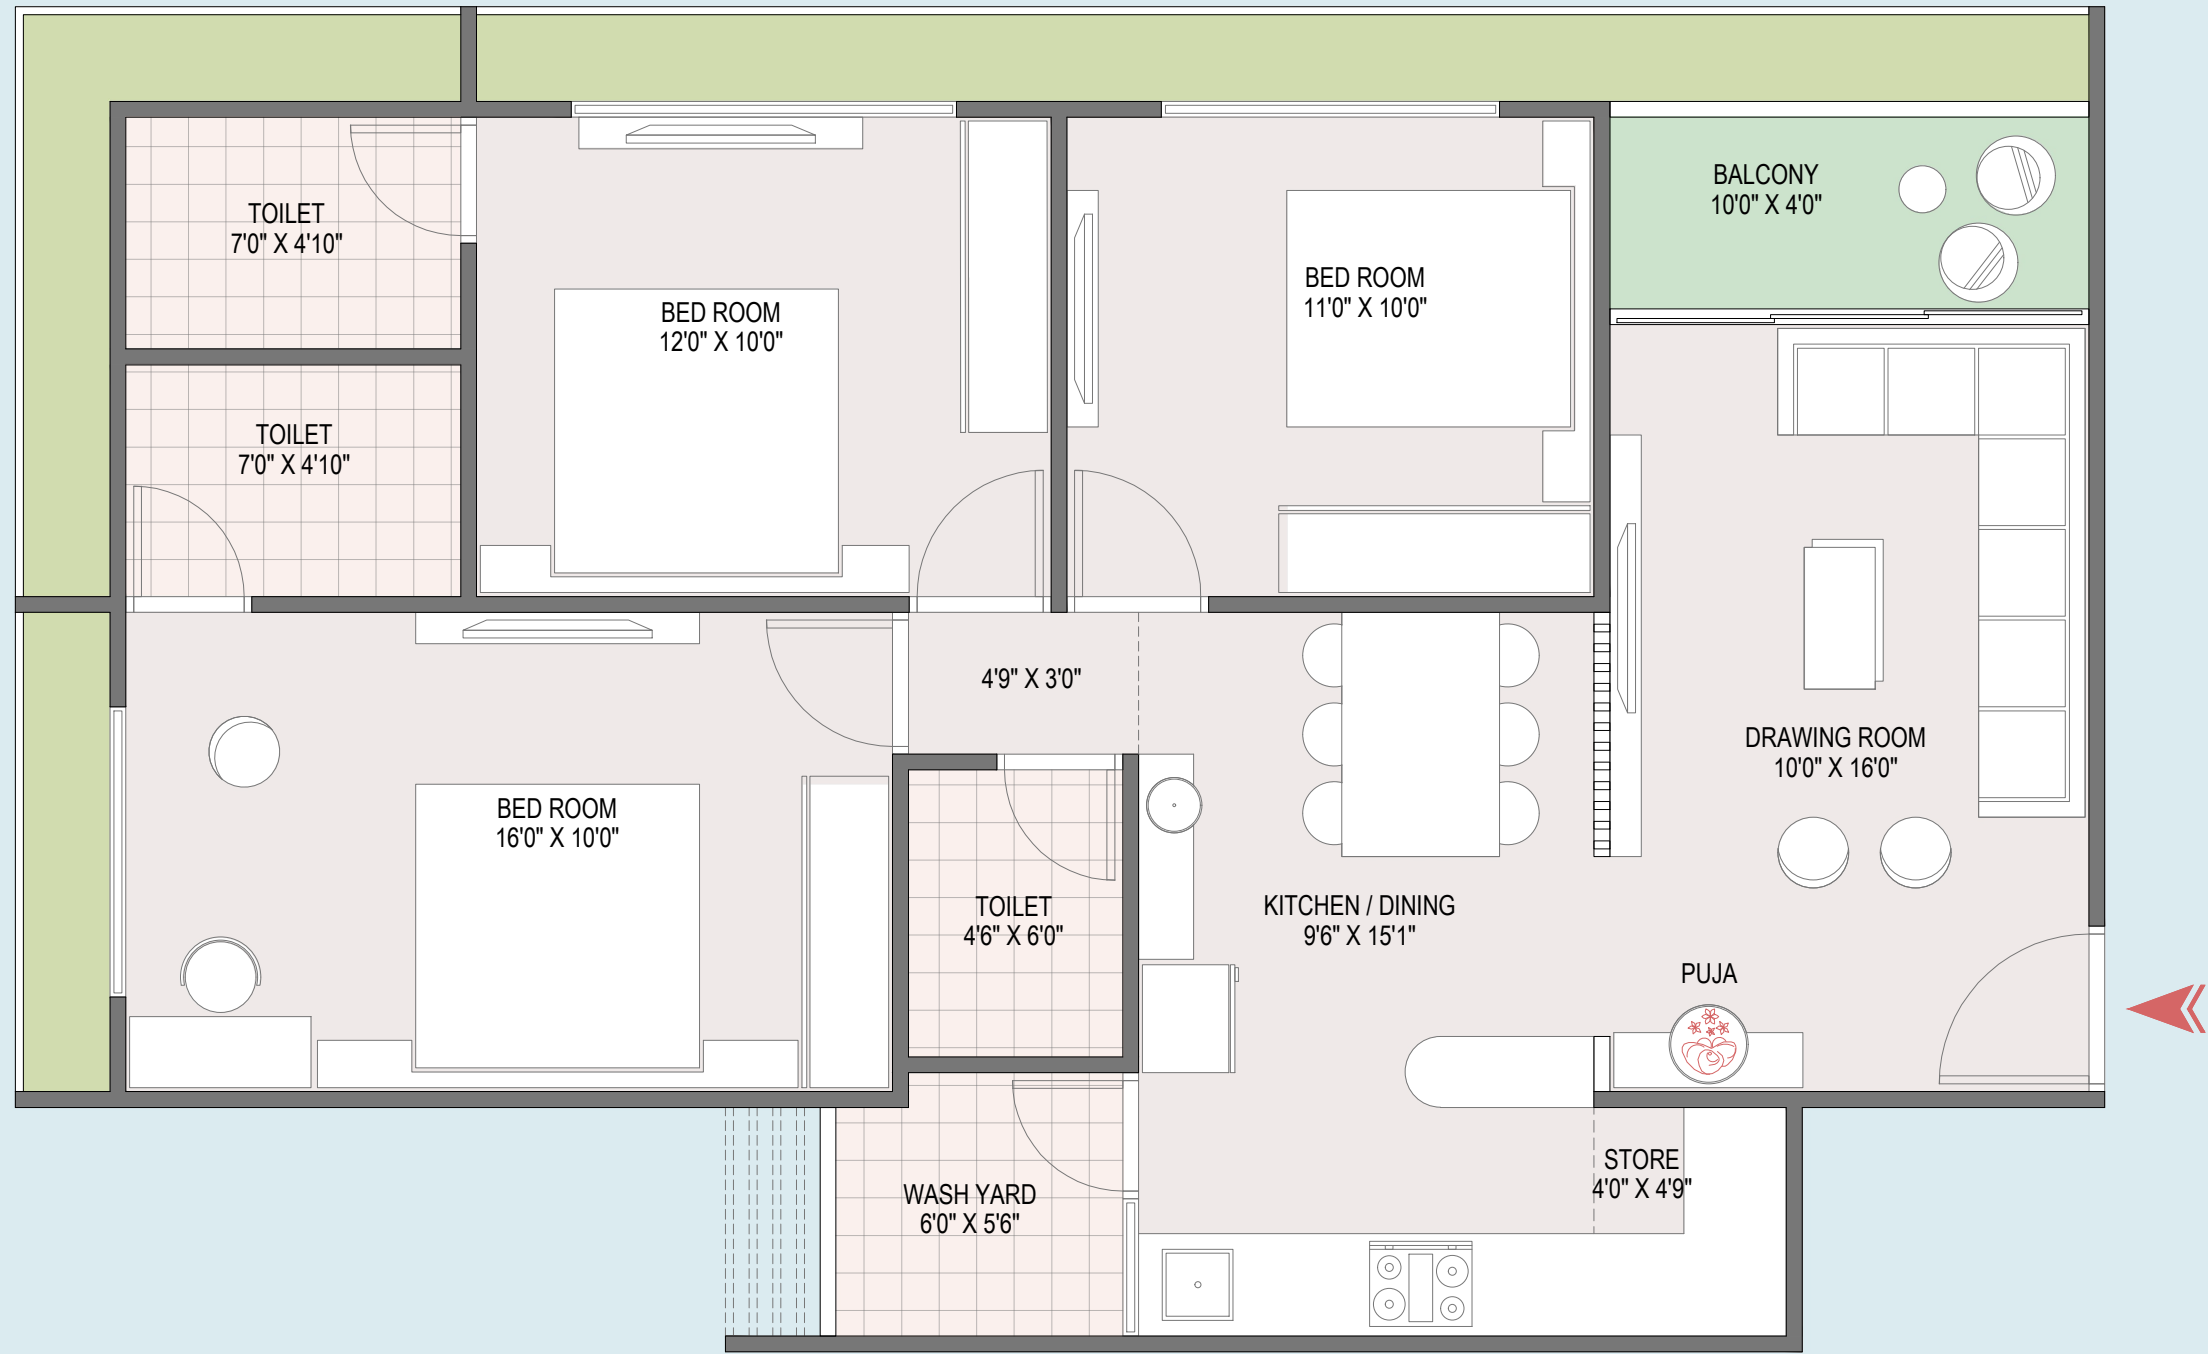 TOILET
7'0" X 4'10"
BED ROOM
12'0" X 10'0"
BED ROOM
11'0" X 10'0"
BALCONY
10'0" X 4'0"
TOILET
7'0" X 4'10"
4'9" X 3'0"
DRAWING ROOM
10'0" X 16'0"
BED ROOM
16'0" X 10'0"
TOILET
4'6" X 6'0"
KITCHEN / DINING
9'6" X 15'1"
PUJA
WASH YARD
6'0" X 5'6"
STORE
4'0" X 4'9"